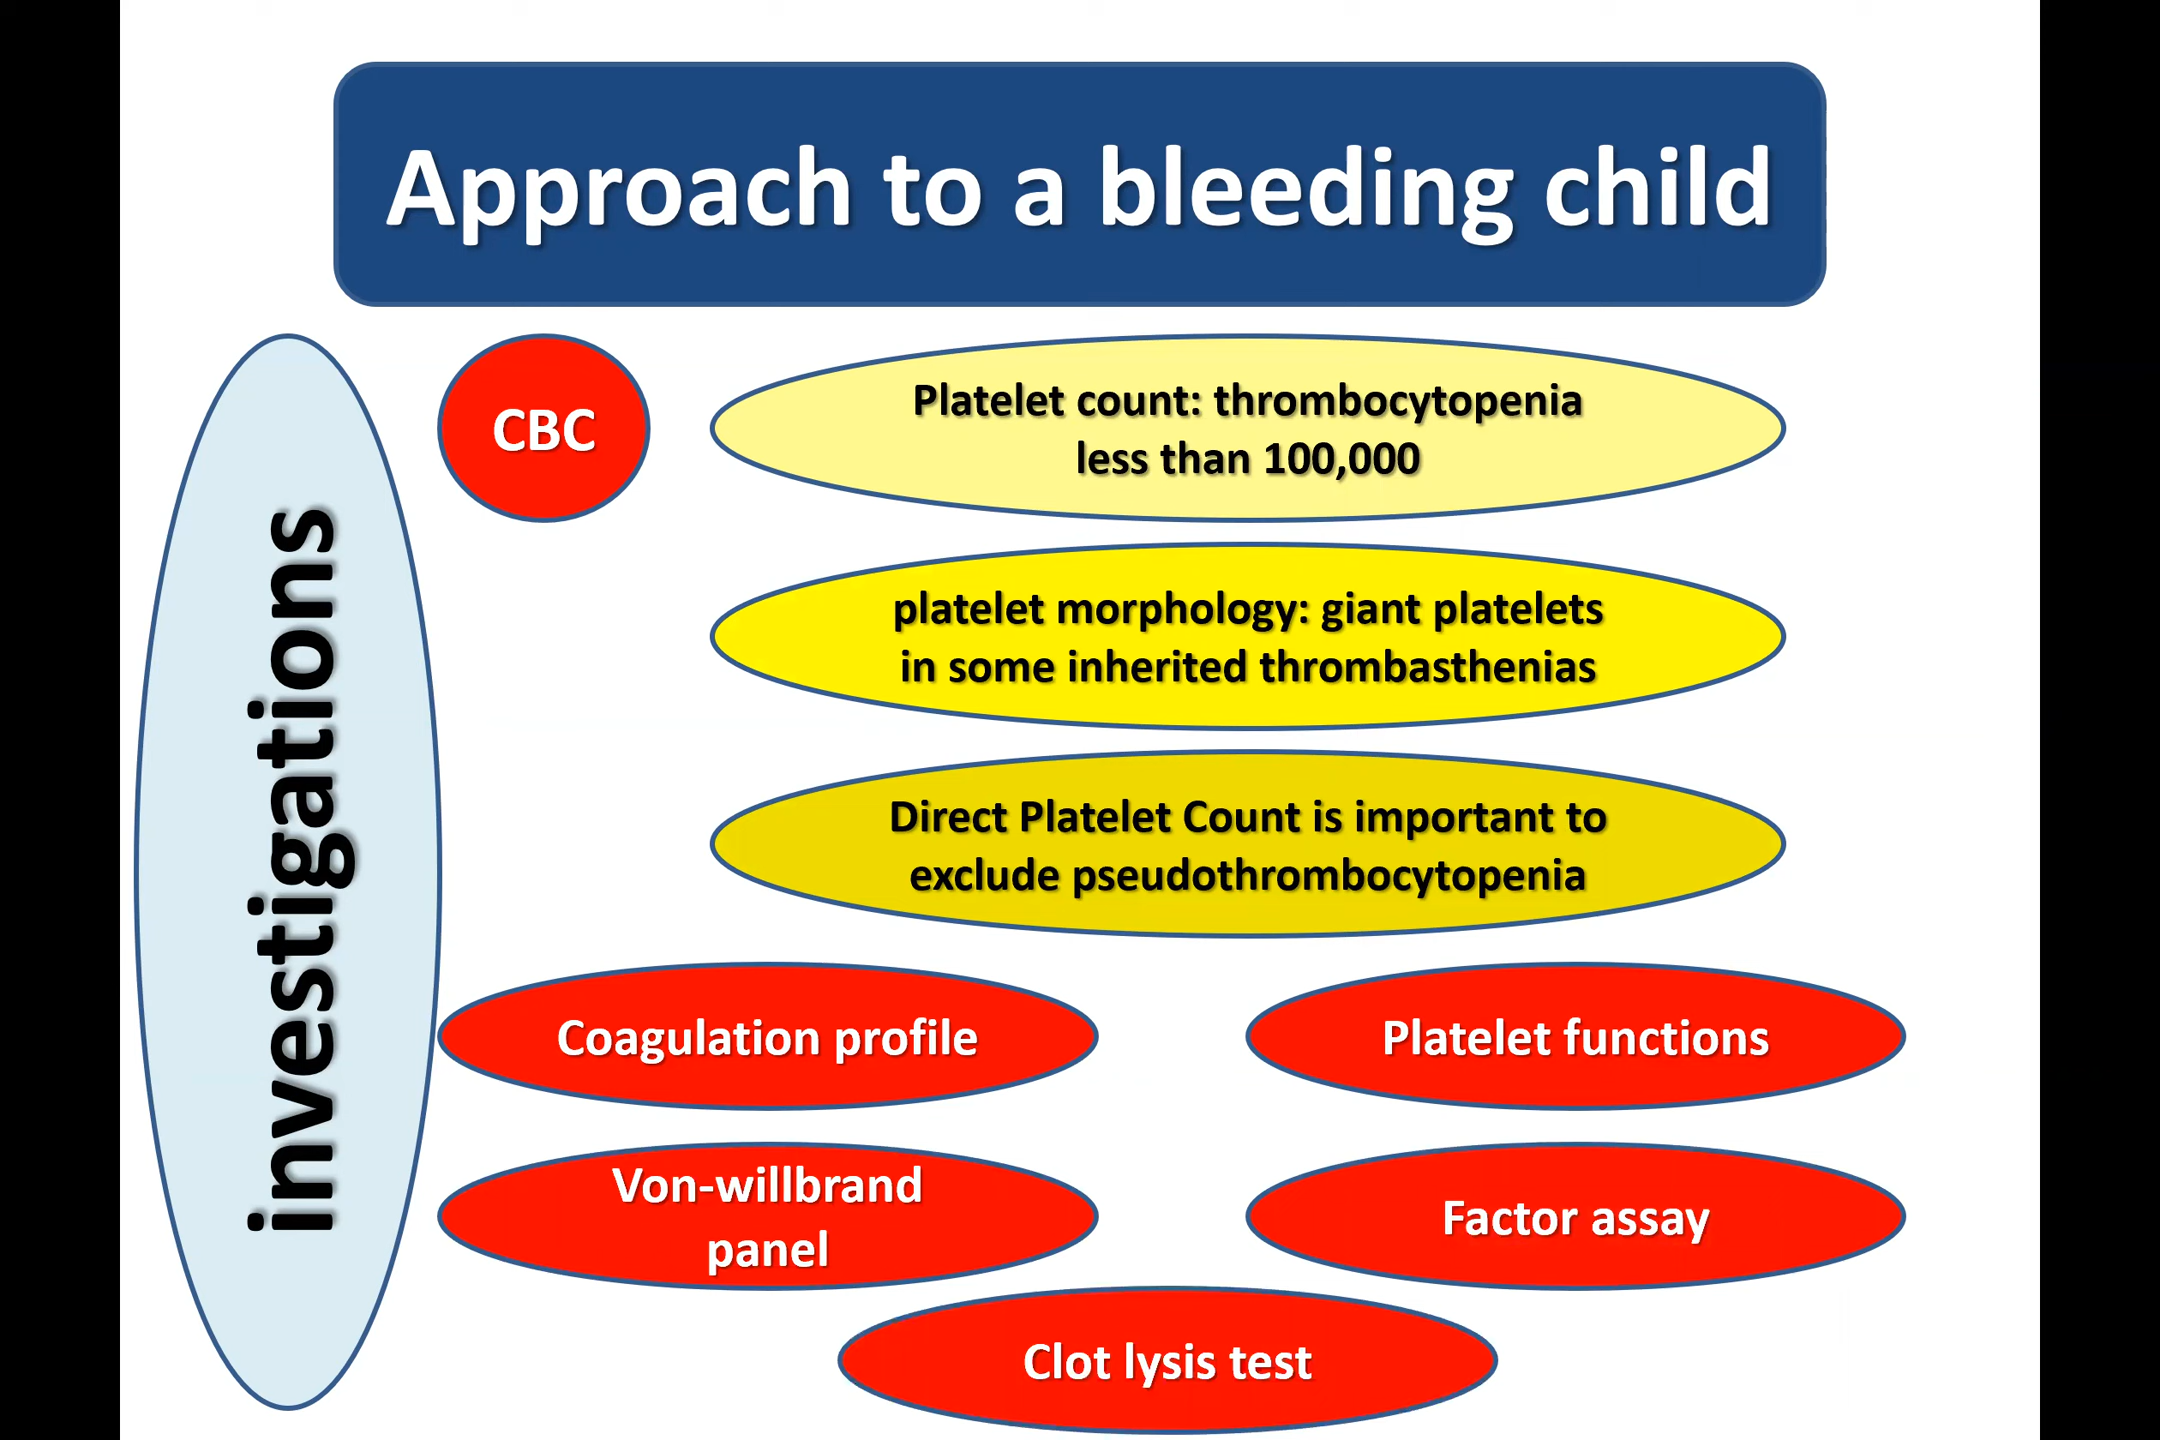 Approach to a bleeding child
investigations
CBC
Platelet count: thrombocytopenia
less than 100,000
platelet morphology: giant platelets
in some inherited thrombasthenias
Direct Platelet Count is important to
exclude pseudothrombocytopenia
Coagulation profile
Platelet functions
Von-willbrand
panel
Factor assay
Clot lysis test